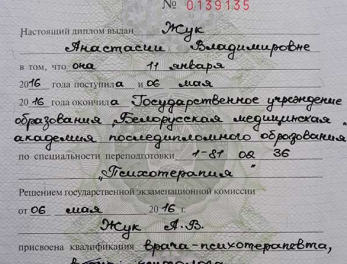 № 0139135
Настоящий диплом выдан Жук
Анастасии Владимировне
в том, что она 11 января
2016 года поступила и 06 мая
2016 года окончила Государственное учреждение
образования „Белорусская медицинская
академия последипломного образования
по специальности переподготовки 1-81 02 36
„Психотерапия"
Решением государственной экзаменационной комиссии
от 06 мая 2016 г.
Жук А.В.
присвоена квалификация врача-психотерапевта,